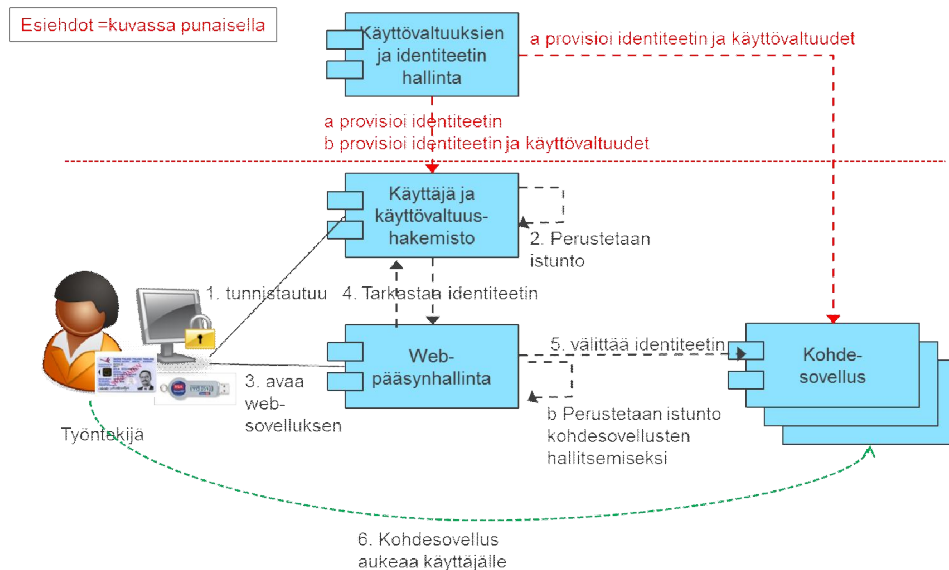 Esiehdot =kuvassa punaisella
Käyttövaltuuksien
ja identiteetin
hallinta
a provisioi identiteetin ja käyttövaltuudet
a provisioi identiteetin
b provisioi identiteetin ja käyttövaltuudet
Käyttäjä ja
käyttövaltuus-
hakemisto
2. Perustetaan
istunto
1. tunnistautuu
4. Tarkastaa identiteetin
Web-
pääsynhallinta
5. välittää identiteetin
Kohde-
sovellus
3. avaa
web-
sovelluksen
b Perustetaan istunto
kohdesovellusten
hallitsemiseksi
Työntekijä
6. Kohdesovellus
aukeaa käyttäjälle